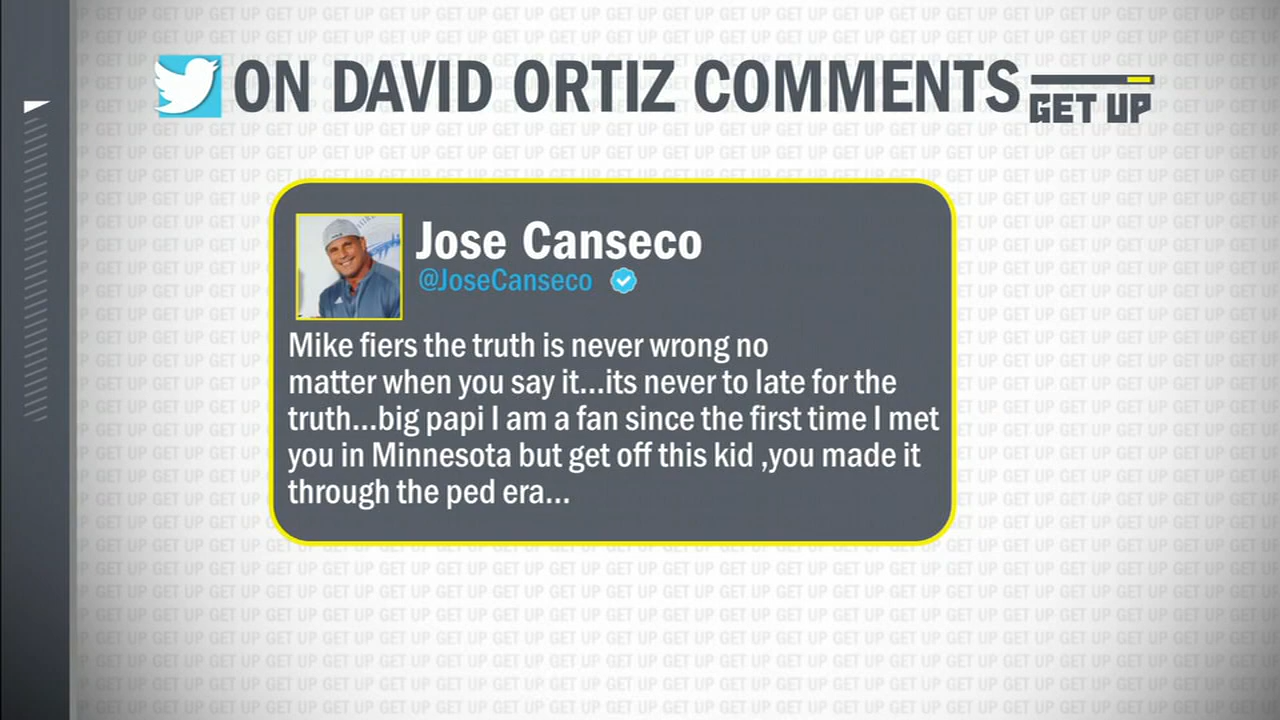 ON DAVID ORTIZ COMMENTS
GET UP
Jose Canseco
@JoseCanseco
Mike fiers the truth is never wrong no
matter when you say it...its never to late for the
truth...big papi I am a fan since the first time I met
you in Minnesota but get off this kid ,you made it
through the ped era...